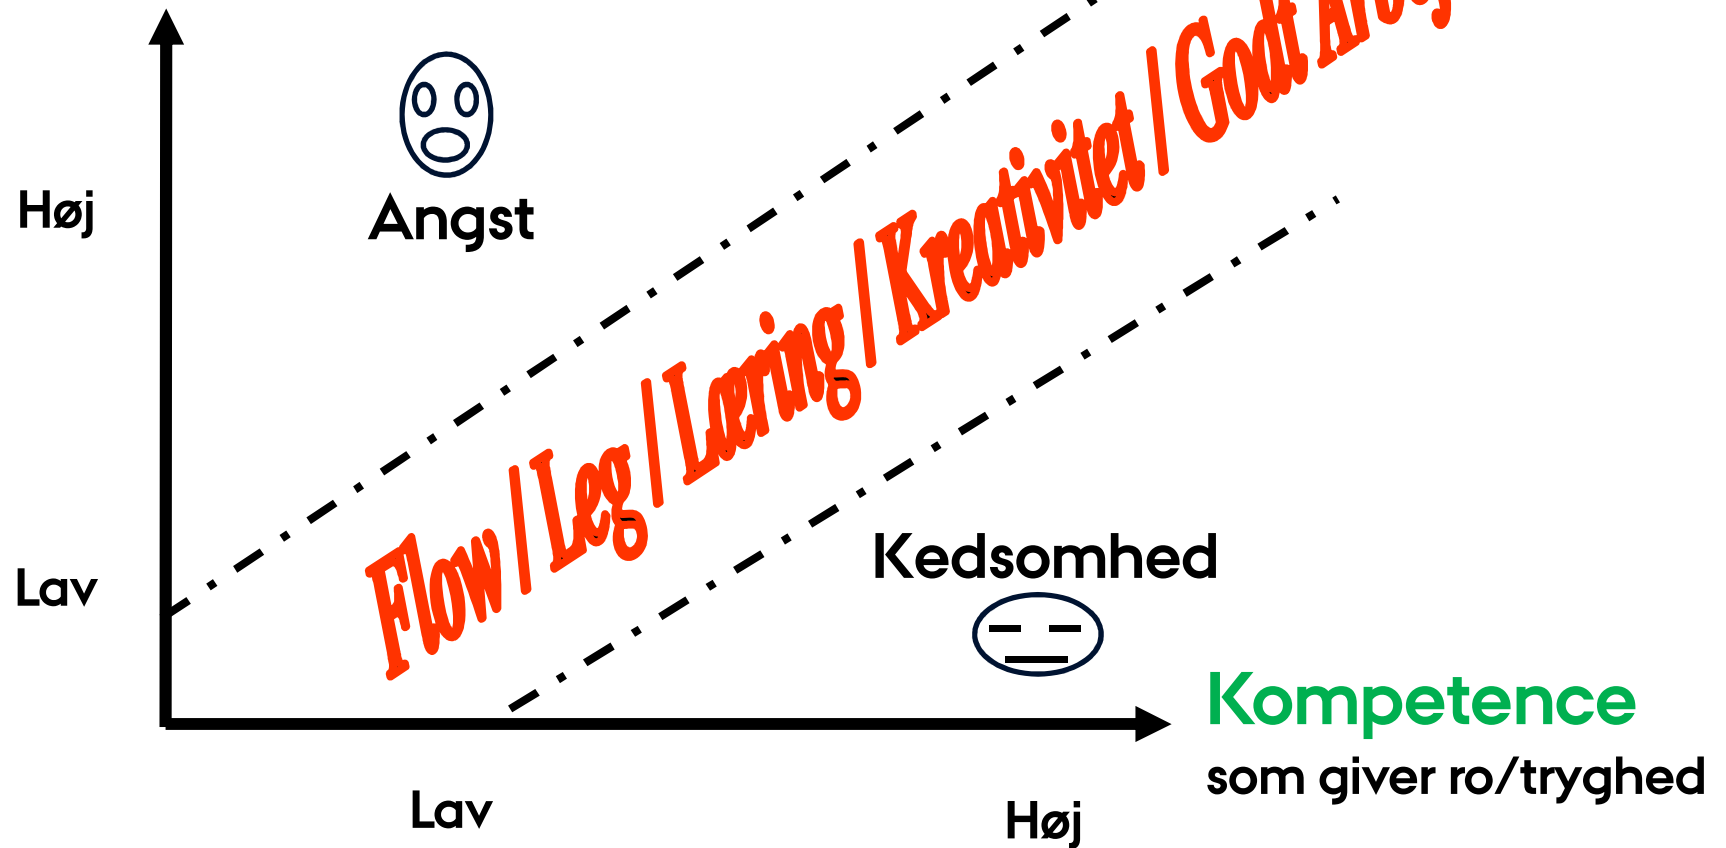 Høj
Angst
Flow / Leg / Læring / Kreativitet / Godt
Lav
Kedsomhed
Kompetence
som giver ro/tryghed
Lav
Høj